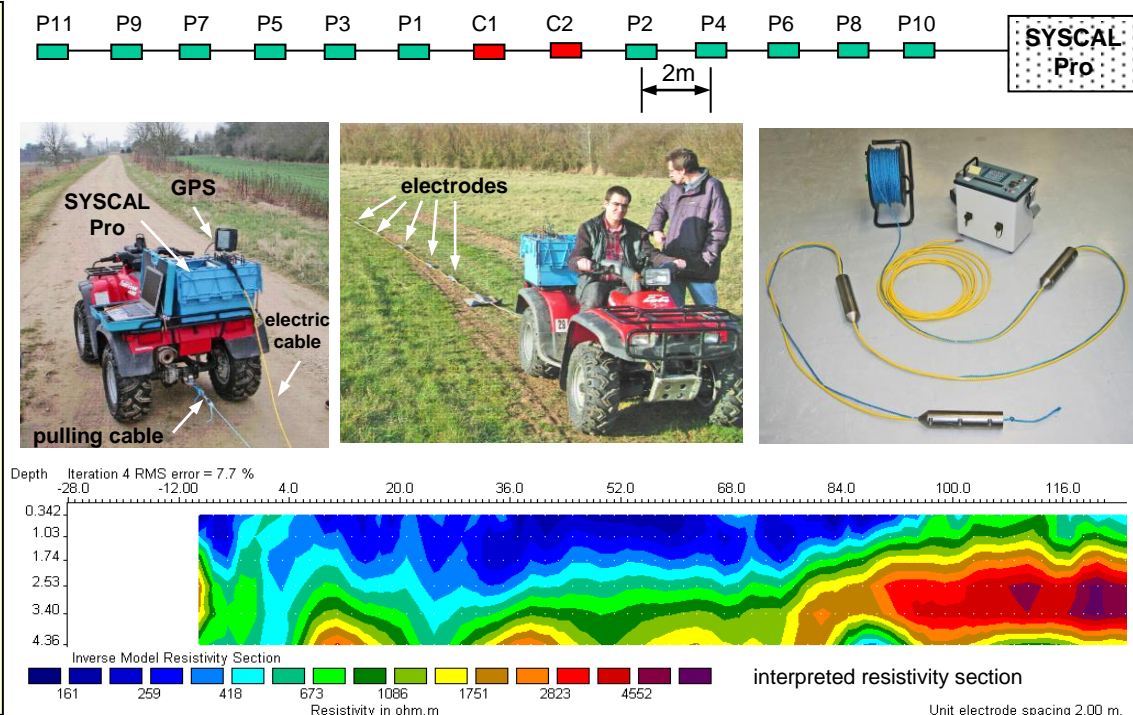 P11 P9 P7 P5 P3 P1 C1 C2 P2 P4 P6 P8 P10
SYSCAL
Pro
2m
GPS
SYSCAL
Pro
electric
cable
pulling cable
electrodes
29
Depth Iteration 4 RMS error = 7.7 %
-28.0 -12.00 4.0 20.0 36.0 52.0 68.0 84.0 100.0 116.0
0.342
1.03
1.74
2.53
3.40
4.36
Inverse Model Resistivity Section
161 259 418 673 1086 1751 2823 4552
Resistivity in ohm.m
interpreted resistivity section
Unit electrode spacing 2.00 m.